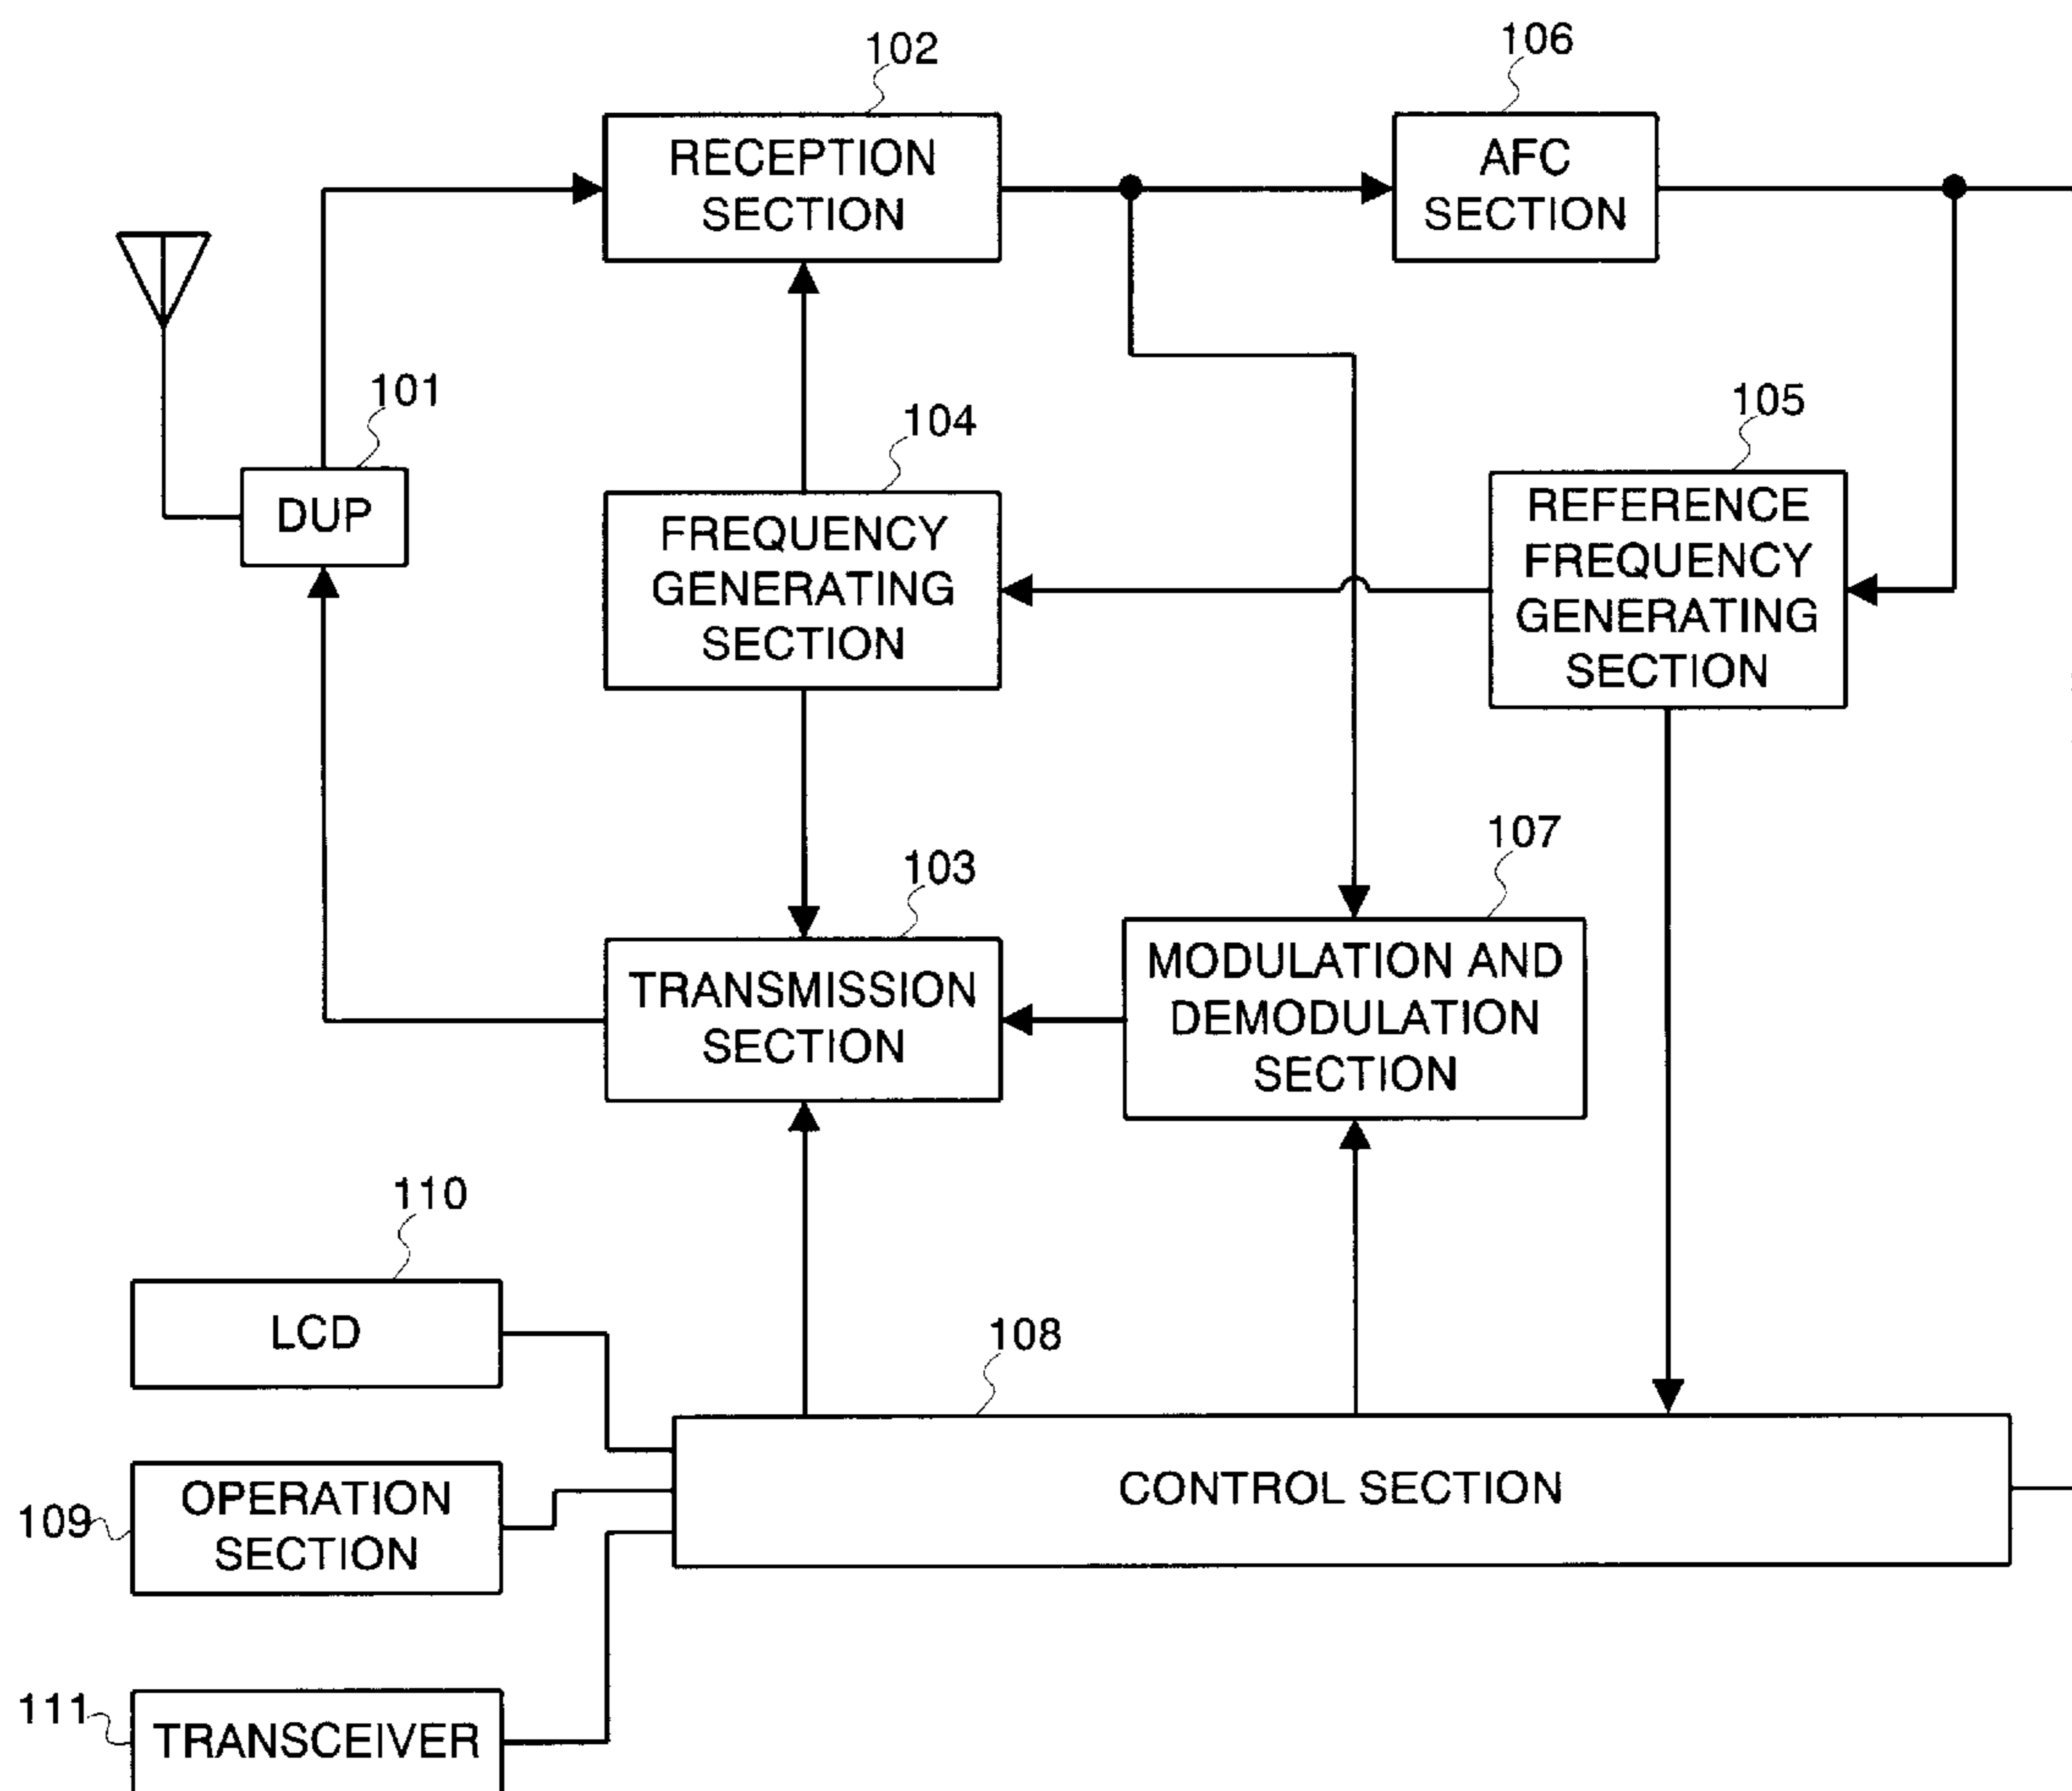 102
106
RECEPTION
SECTION
AFC
SECTION
101
104
105
DUP
FREQUENCY
GENERATING
SECTION
REFERENCE
FREQUENCY
GENERATING
SECTION
103
107
TRANSMISSION
SECTION
MODULATION AND
DEMODULATION
SECTION
110
LCD
108
CONTROL SECTION
109
OPERATION
SECTION
111
TRANSCEIVER